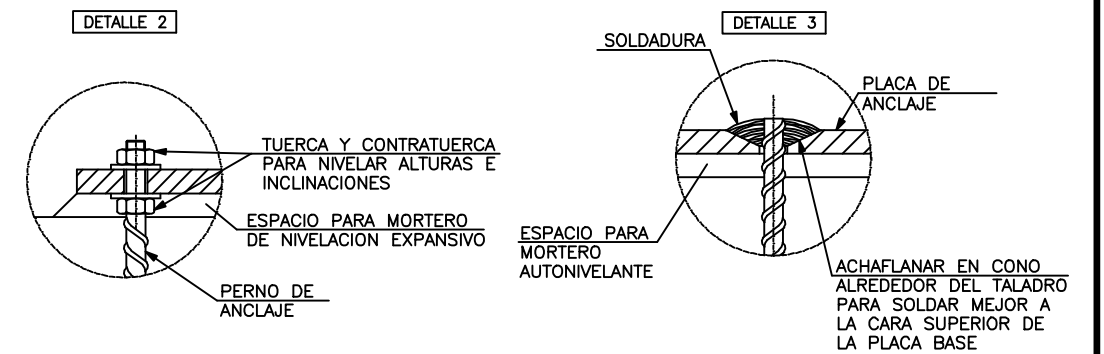 DETALLE 2
TUERCA Y CONTRATUERCA
PARA NIVELAR ALTURAS E
INCLINACIONES
ESPACIO PARA MORTERO
DE NIVELACION EXPANSIVO
PERNO DE
ANCLAJE
DETALLE 3
SOLDADURA
PLACA DE
ANCLAJE
ESPACIO PARA
MORTERO
AUTONIVELANTE
ACHAFLANAR EN CONO
ALREDEDOR DEL TALADRO
PARA SOLDAR MEJOR A
LA CARA SUPERIOR DE
LA PLACA BASE